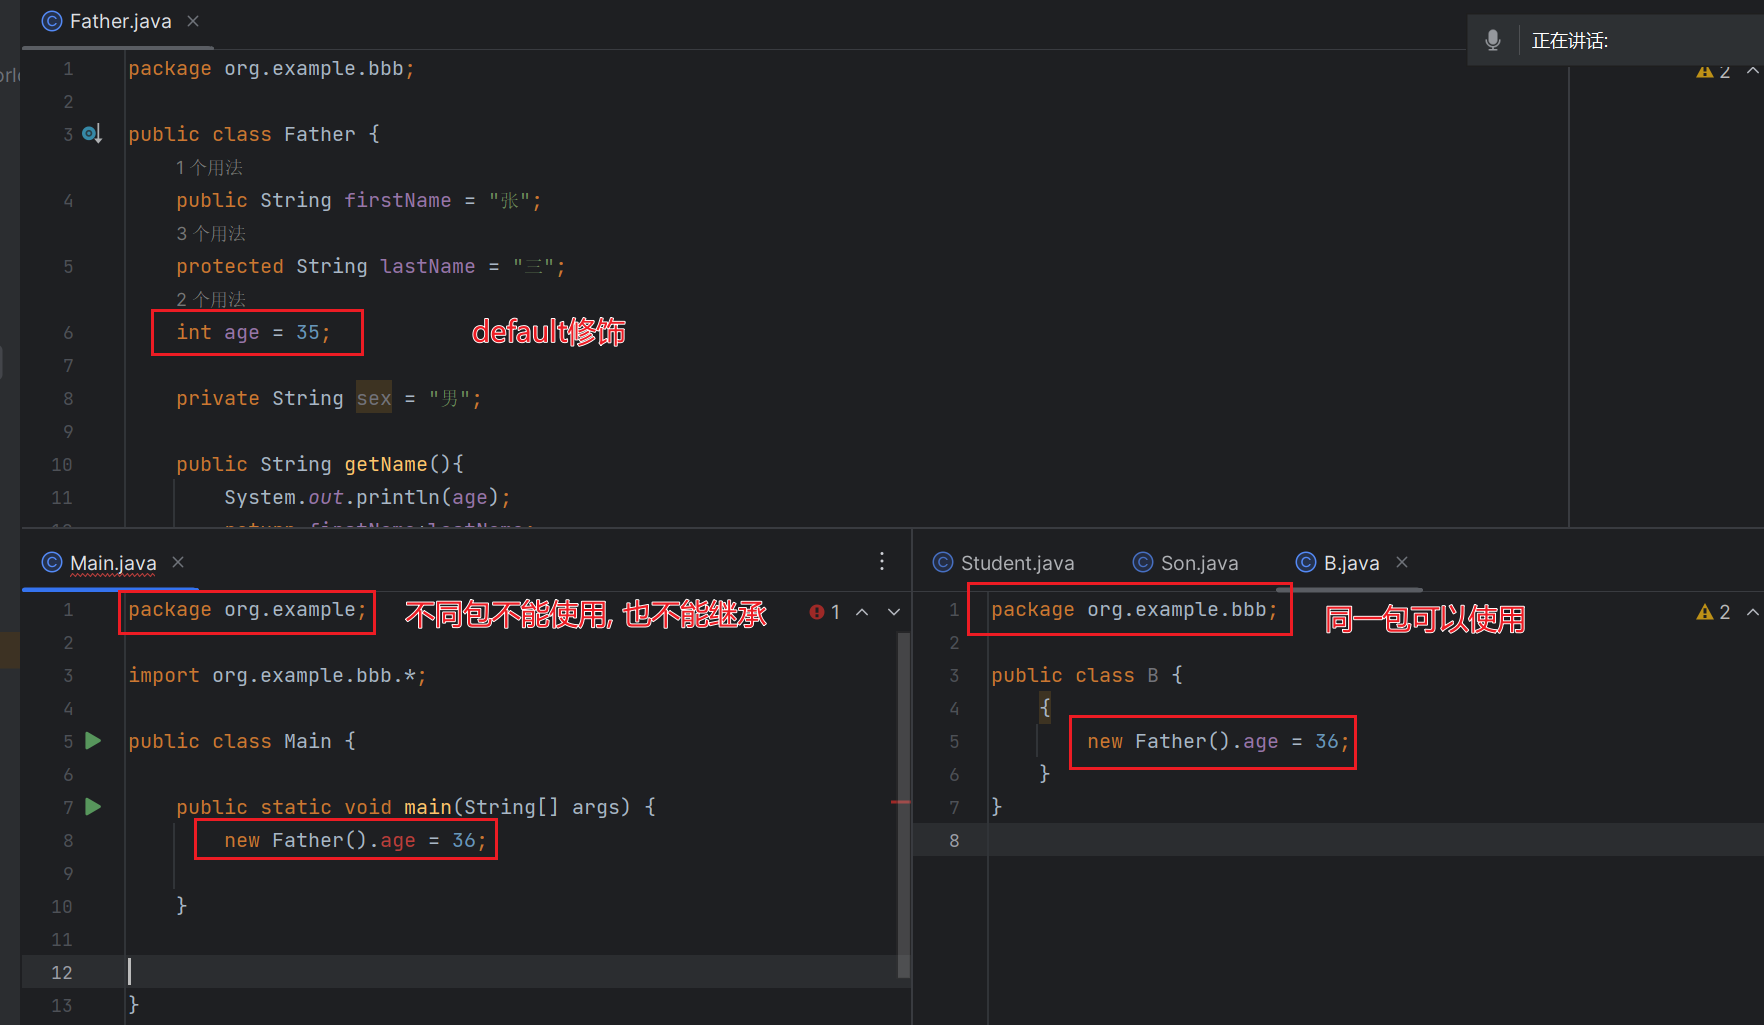 Father.java
正在讲话:
2
1 package org.example.bbb;
2
3 public class Father {
1 个用法
4 public String firstName = "张";
3 个用法
5 protected String lastName = "三";
2 个用法
6 int age = 35;
default修饰
7
8 private String sex = "男";
9
10 public String getName(){
11 System.out.println(age);
Main.java
1 package org.example;
不同包不能使用, 也不能继承
1
2
3 import org.example.bbb.*;
4
5 public class Main {
6
7 public static void main(String[] args) {
8 new Father().age = 36;
9
10 }
11
12
13 }
Student.java Son.java B.java
1 package org.example.bbb;
同一包可以使用
2
2
3 public class B {
4 {
5 new Father().age = 36;
6 }
7 }
8